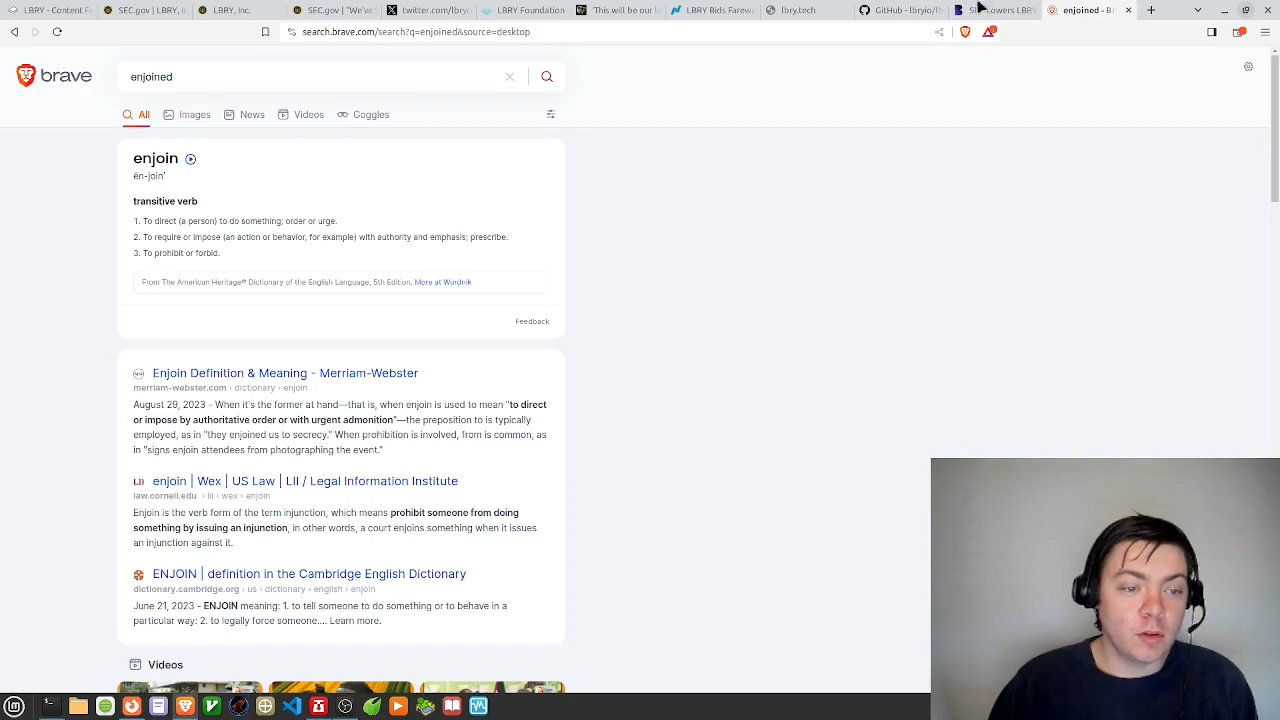 LBRY - Content Fr
SEC.gov | LBRY, In
LBRY, Inc.
SEC.gov | "We've S
twitter.com/lbryc
LBRY Foundation
"This will be our La
LBRY Bids Farew
lbry.tech
GitHub - lbryio/lb
LBRY
enjoined - Br
search.brave.com/search?q=enjoined&source=desktop
brave
enjoined
All
Images
News
Videos
Goggles
enjoin
ĕn-join′
transitive verb
1. To direct (a person) to do something; order or urge.
2. To require or impose (an action or behavior, for example) with authority and emphasis; prescribe.
3. To prohibit or forbid.
From The American Heritage® Dictionary of the English Language, 5th Edition. More at Wordnik
Feedback
Enjoin Definition & Meaning - Merriam-Webster
merriam-webster.com › dictionary › enjoin
August 29, 2023 - When it's the former at hand—that is, when enjoin is used to mean "to direct
or impose by authoritative order or with urgent admonition"—the preposition to is typically
employed, as in "they enjoined us to secrecy." When prohibition is involved, from is common, as
in "signs enjoin attendees from photographing the event."
enjoin | Wex | US Law | LII / Legal Information Institute
law.cornell.edu › lii › wex › enjoin
Enjoin is the verb form of the term injunction, which means prohibit someone from doing
something by issuing an injunction, in other words, a court enjoins something when it issues
an injunction against it.
ENJOIN | definition in the Cambridge English Dictionary
dictionary.cambridge.org › us › dictionary › english › enjoin
June 21, 2023 - ENJOIN meaning: 1. to tell someone to do something or to behave in a
particular way: 2. to legally force someone.... Learn more.
Videos